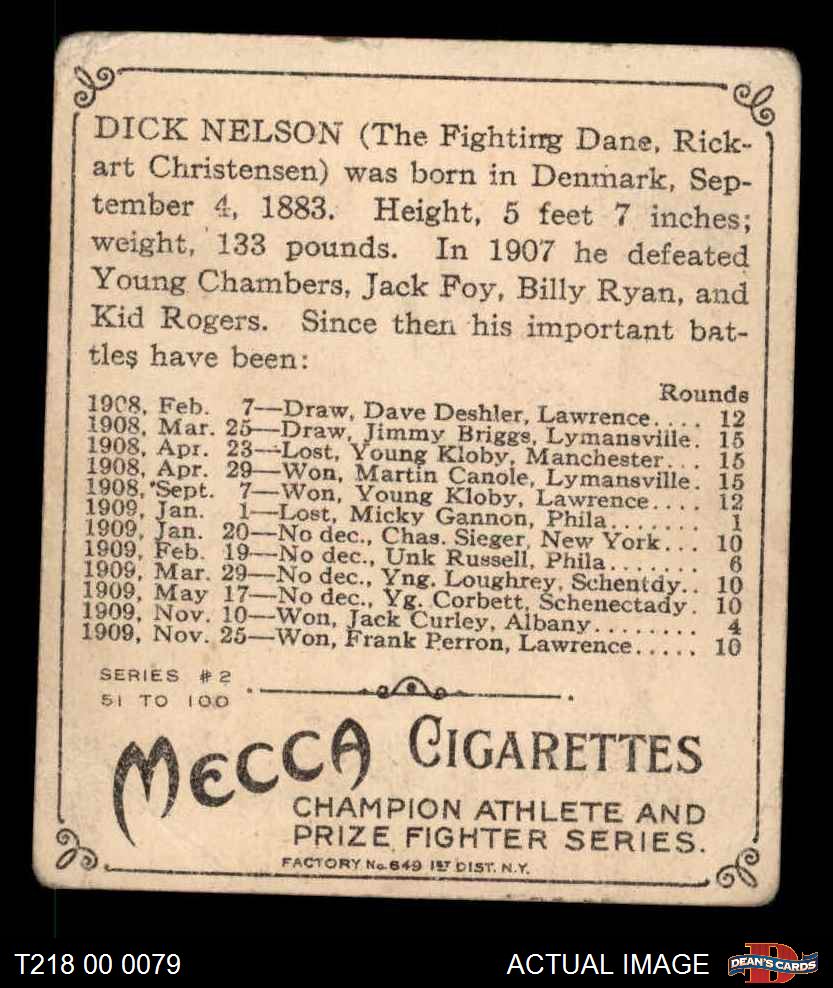 DICK NELSON (The Fighting Dane, Rick-
art Christensen) was born in Denmark, Sep-
tember 4, 1883. Height, 5 feet 7 inches;
weight, 133 pounds. In 1907 he defeated
Young Chambers, Jack Foy, Billy Ryan, and
Kid Rogers. Since then his important bat-
tles have been:
Rounds
1908, Feb. 7—Draw, Dave Deshler, Lawrence.... 12
1908, Mar. 25—Draw, Jimmy Briggs, Lymansville. 15
1908, Apr. 23—Lost, Young Kloby, Manchester... 15
1908, Apr. 29—Won, Martin Canole, Lymansville. 15
1908, Sept. 7—Won, Young Kloby, Lawrence.... 12
1909, Jan. 1—Lost, Micky Gannon, Phila....... 1
1909, Jan. 20—No dec., Chas. Sieger, New York... 10
1909, Feb. 19—No dec., Unk Russell, Phila....... 6
1909, Mar. 29—No dec., Yng. Loughrey, Schentdy.. 10
1909, May 17—No dec., Yg. Corbett, Schenectady. 10
1909, Nov. 10—Won, Jack Curley, Albany........ 4
1909, Nov. 25—Won, Frank Perron, Lawrence..... 10
SERIES #2
51 TO 100
MECCA CIGARETTES
CHAMPION ATHLETE AND
PRIZE FIGHTER SERIES.
FACTORY No. 649 1ST DIST. N.Y.
T218 00 0079 ACTUAL IMAGE D DEAN'S CARDS